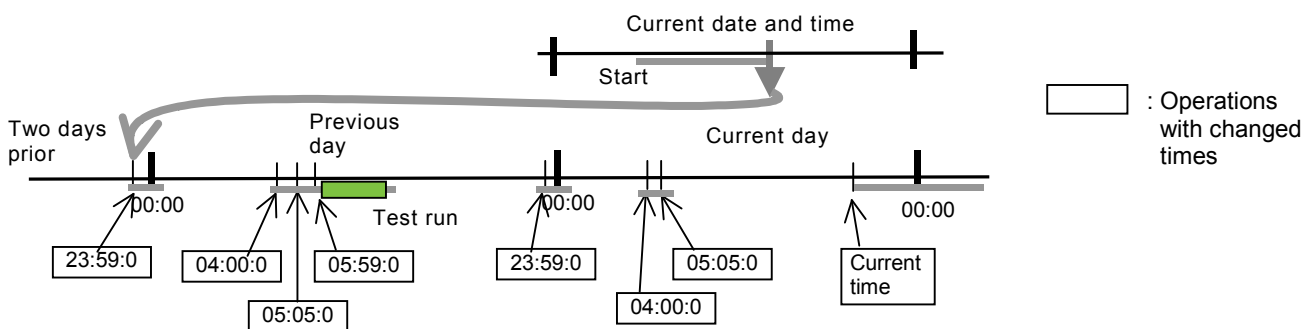 Current date and time
Start
: Operations
with changed
times
Two days
prior
Previous
day
Current day
00:00
Test run
00:00
00:00
23:59:0
04:00:0
05:59:0
23:59:0
05:05:0
Current
time
05:05:0
04:00:0